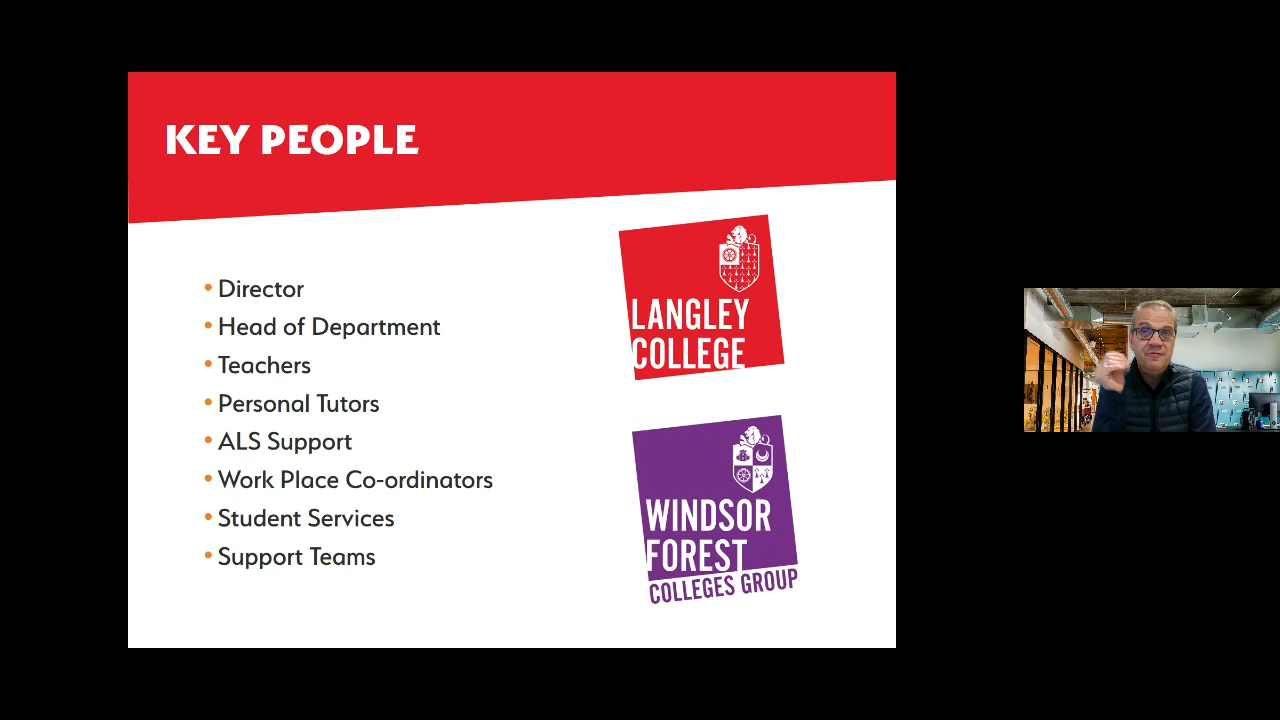 KEY PEOPLE
• Director
• Head of Department
• Teachers
• Personal Tutors
• ALS Support
• Work Place Co-ordinators
• Student Services
• Support Teams
LANGLEY
COLLEGE
WINDSOR
FOREST
COLLEGES GROUP